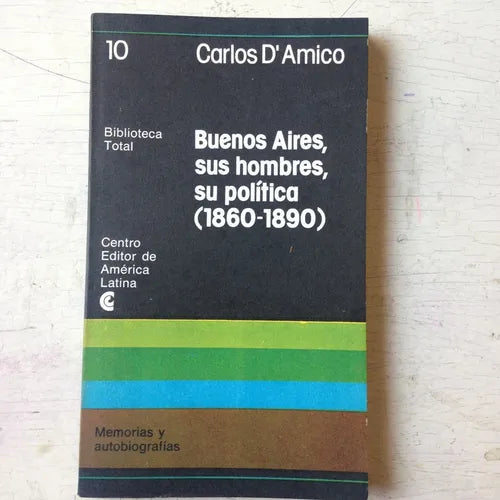 10
Carlos D'Amico
Biblioteca
Total
Buenos Aires,
sus hombres,
su política
(1860-1890)
Centro
Editor de
América
Latina
Memorias y
autobiografías